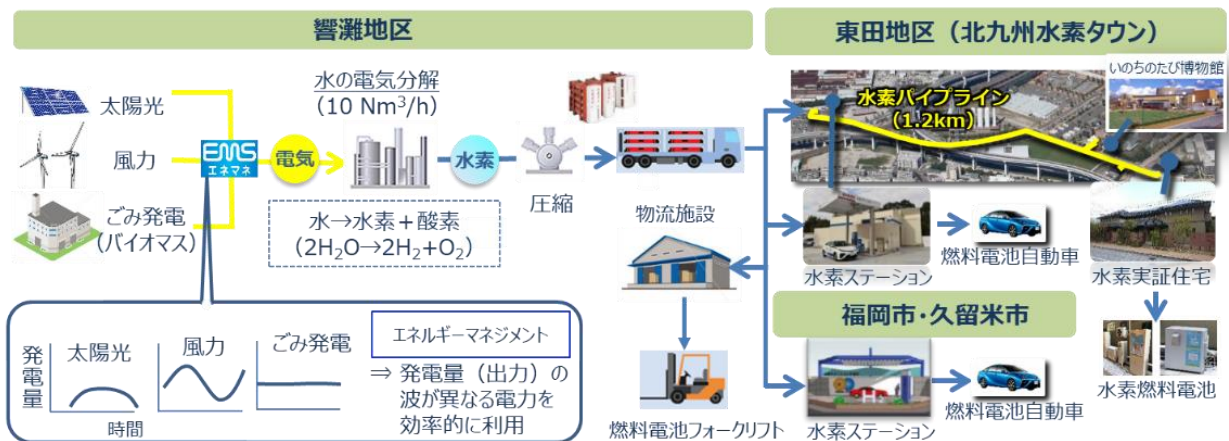 響灘地区
太陽光
風力
ごみ発電
(バイオマス)
EMS
エネマネ
電気
水の電気分解
(10 Nm³/h)
水→水素+酸素
(2H₂O→2H₂+O₂)
水素
圧縮
物流施設
燃料電池フォークリフト
発電量
太陽光
風力
ごみ発電
時間
エネルギーマネジメント
⇒ 発電量(出力)の
波が異なる電力を
効率的に利用
東田地区(北九州水素タウン)
水素パイプライン
(1.2km)
いのちのたび博物館
水素ステーション
燃料電池自動車
水素実証住宅
水素燃料電池
福岡市・久留米市
水素ステーション
燃料電池自動車